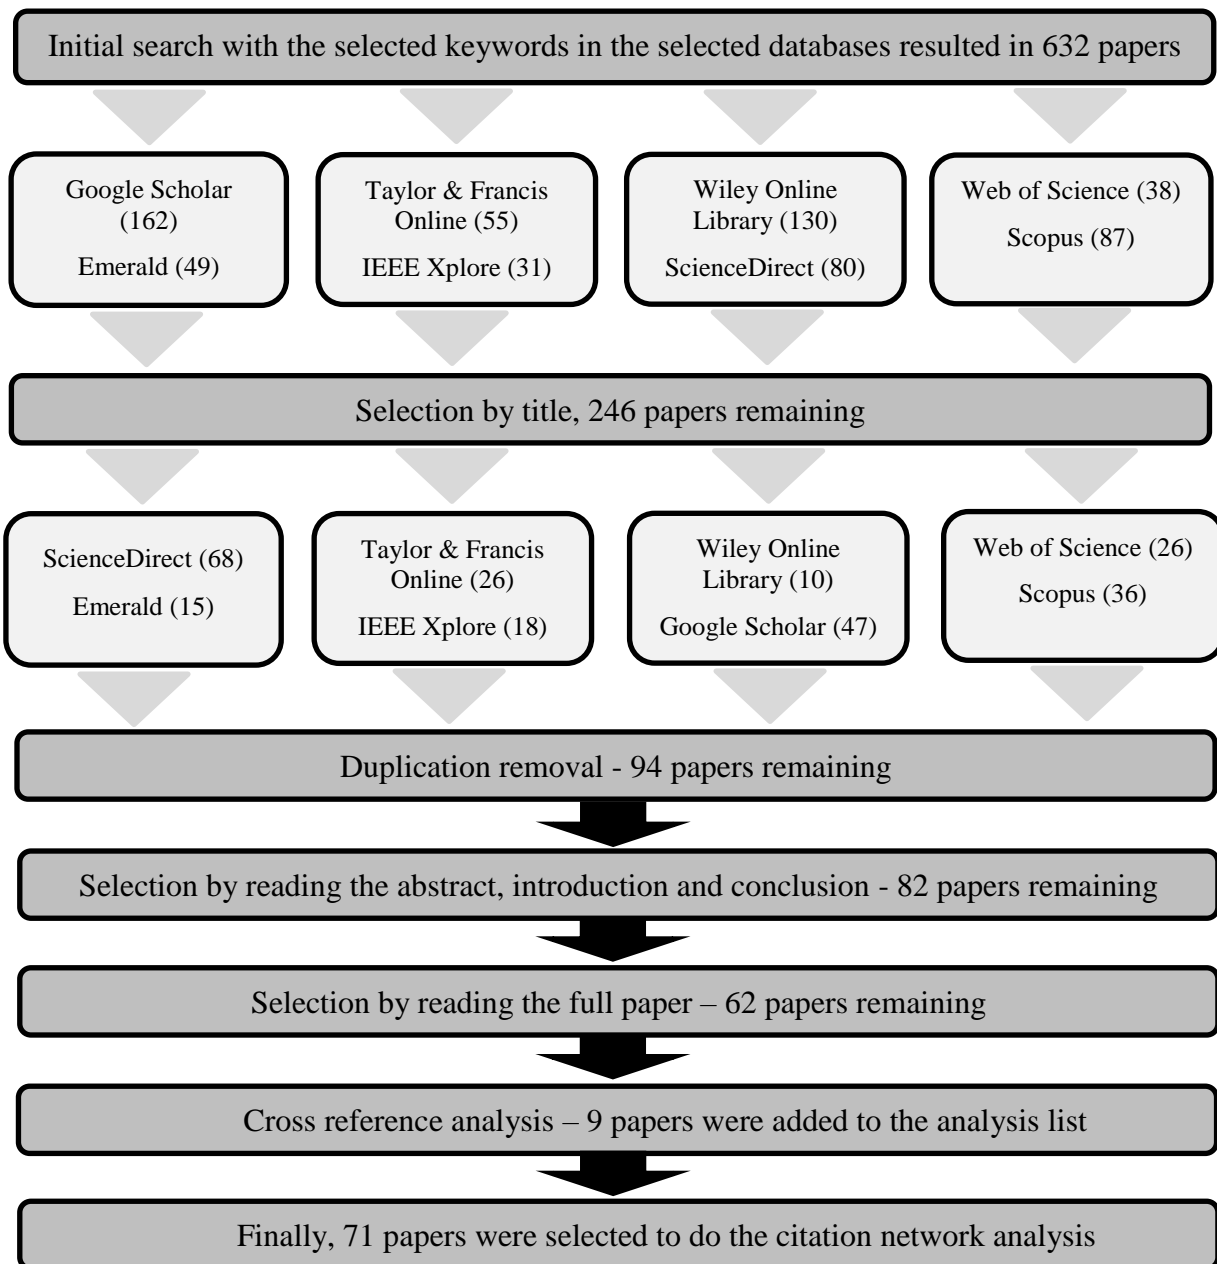 Initial search with the selected keywords in the selected databases resulted in 632 papers
Google Scholar
(162)
Emerald (49)
Taylor & Francis
Online (55)
IEEE Xplore (31)
Wiley Online
Library (130)
ScienceDirect (80)
Web of Science (38)
Scopus (87)
Selection by title, 246 papers remaining
ScienceDirect (68)
Emerald (15)
Taylor & Francis
Online (26)
IEEE Xplore (18)
Wiley Online
Library (10)
Google Scholar (47)
Web of Science (26)
Scopus (36)
Duplication removal - 94 papers remaining
Selection by reading the abstract, introduction and conclusion - 82 papers remaining
Selection by reading the full paper – 62 papers remaining
Cross reference analysis – 9 papers were added to the analysis list
Finally, 71 papers were selected to do the citation network analysis